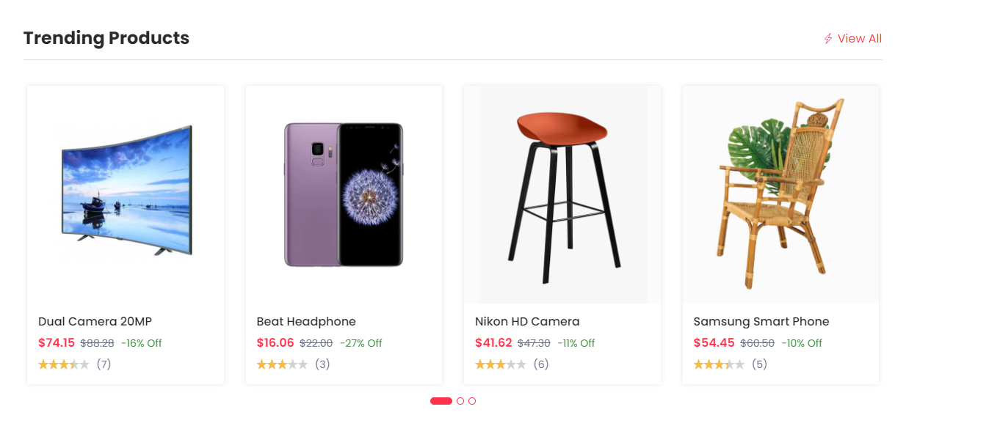 Trending Products
View All
Dual Camera 20MP
$74.15 $88.28 -16% Off
(7)
Beat Headphone
$16.06 $22.00 -27% Off
(3)
Nikon HD Camera
$41.62 $47.30 -11% Off
(6)
Samsung Smart Phone
$54.45 $60.50 -10% Off
(5)